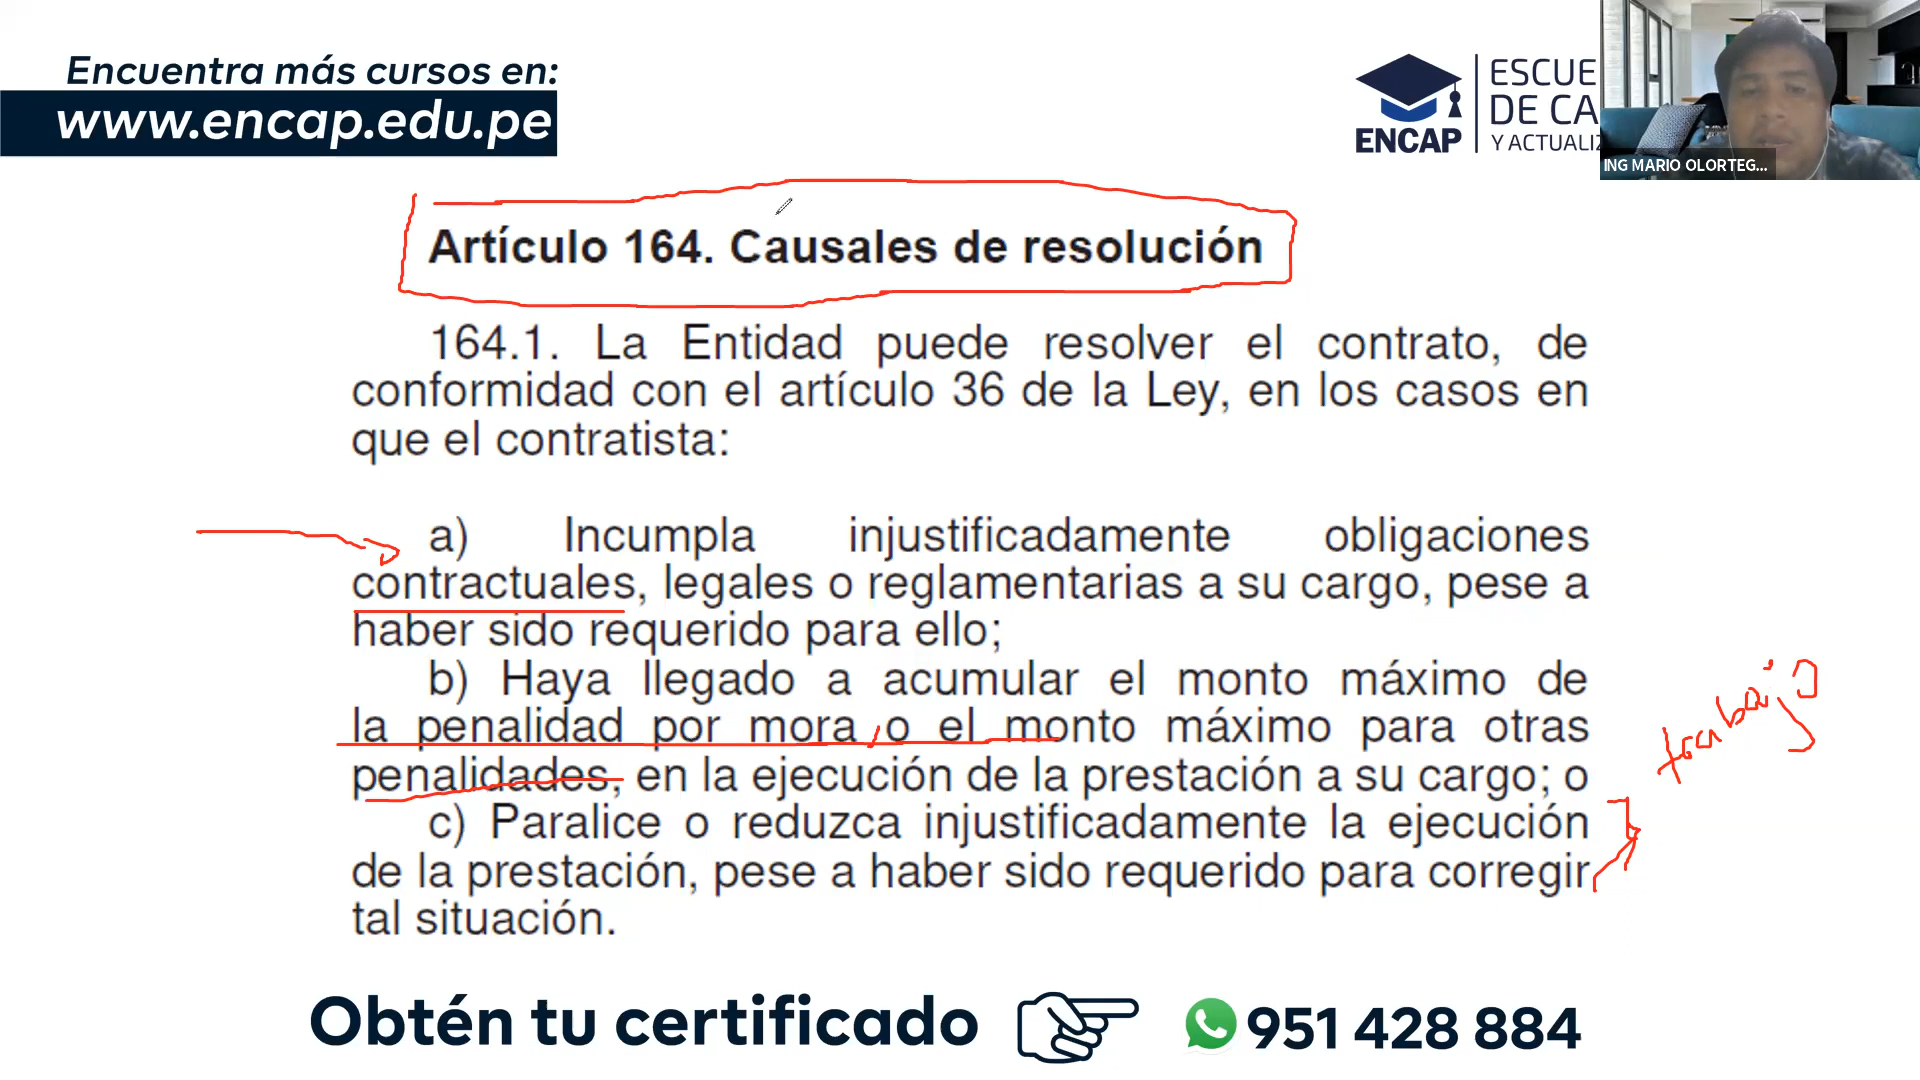 Encuentra más cursos en:
www.encap.edu.pe
ENCAP
ESCUE
DE CA
Y ACTUALIZ
ING MARIO OLORTEG...
Artículo 164. Causales de resolución
164.1. La Entidad puede resolver el contrato, de
conformidad con el artículo 36 de la Ley, en los casos en
que el contratista:
a) Incumpla injustificadamente obligaciones
contractuales, legales o reglamentarias a su cargo, pese a
haber sido requerido para ello;
b) Haya llegado a acumular el monto máximo de
la penalidad por mora, o el monto máximo para otras
penalidades, en la ejecución de la prestación a su cargo; o
c) Paralice o reduzca injustificadamente la ejecución
de la prestación, pese a haber sido requerido para corregir
tal situación.
trabajo
Obtén tu certificado
951 428 884